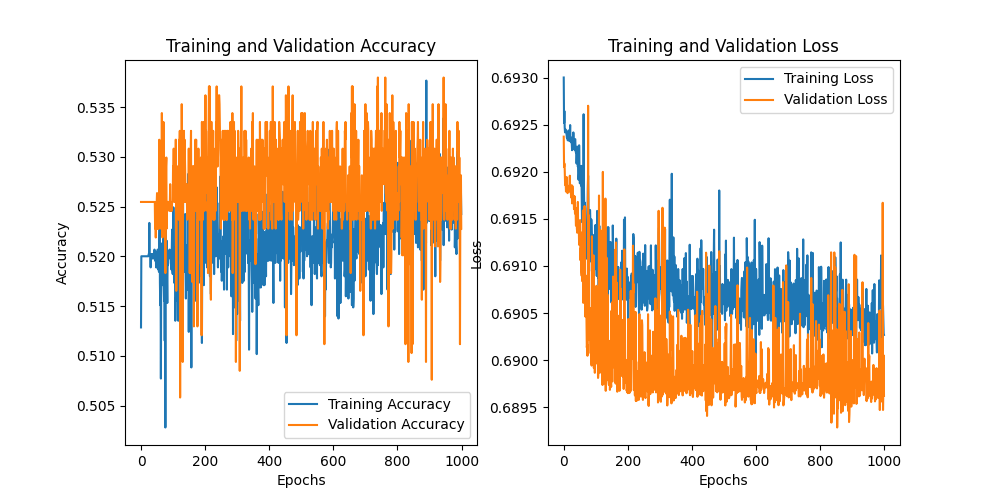 Training and Validation Accuracy
Accuracy
0.535
0.530
0.525
0.520
0.515
0.510
0.505
Training Accuracy
Validation Accuracy
0 200 400 600 800 1000
Epochs
Training and Validation Loss
Loss
0.6930
0.6925
0.6920
0.6915
0.6910
0.6905
0.6900
0.6895
Training Loss
Validation Loss
0 200 400 600 800 1000
Epochs